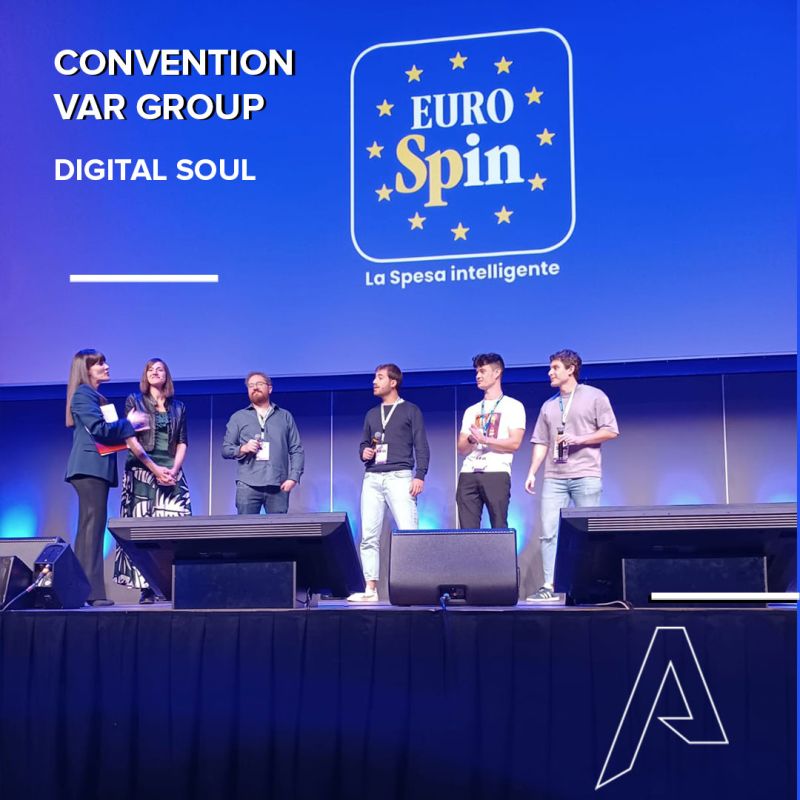 CONVENTION
VAR GROUP
DIGITAL SOUL
EURO
Spin
La Spesa intelligente